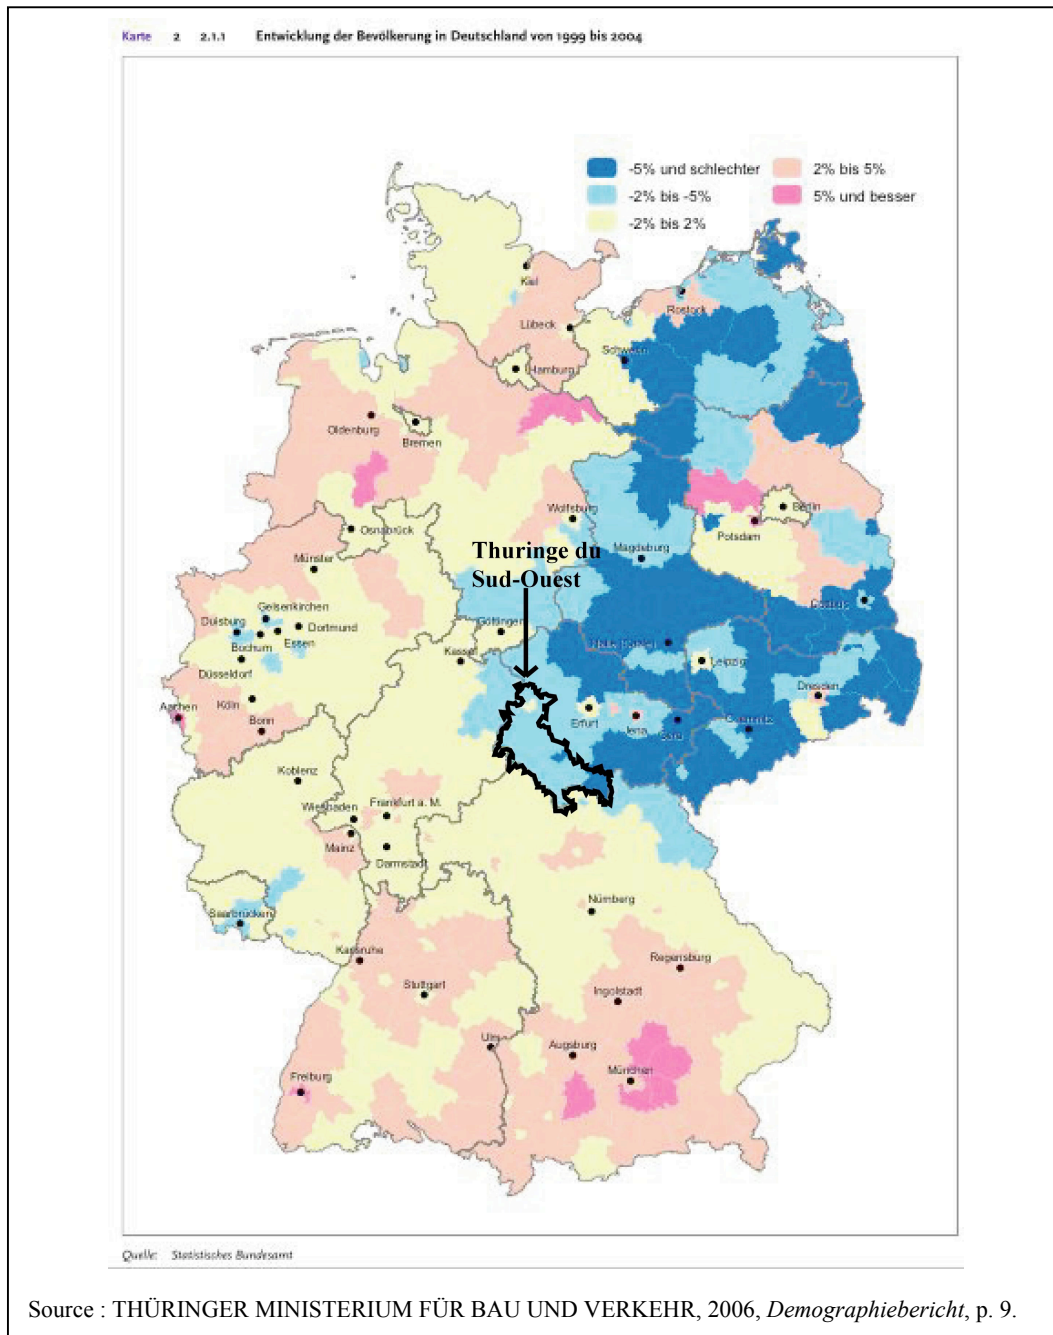 Karte 2 2.1.1 Entwicklung der Bevölkerung in Deutschland von 1999 bis 2004
-5% und schlechter
2% bis 5%
-2% bis -5%
5% und besser
-2% bis 2%
Kiel
Rostock
Lübeck
Schwerin
Hamburg
Oldenburg
Bremen
Wolfsburg
Berlin
Osnabrück
Potsdam
Thuringe du
Sud-Ouest
Magdeburg
Münster
Gelsenkirchen
Cottbus
Duisburg
Dortmund
Göttingen
Bochum
Essen
Halle (Saale)
Kassel
Leipzig
Düsseldorf
Dresden
Aachen
Köln
Erfurt
Jena
Gera
Chemnitz
Bonn
Koblenz
Wiesbaden
Frankfurt a. M.
Mainz
Darmstadt
Nürnberg
Saarbrücken
Karlsruhe
Regensburg
Stuttgart
Ingolstadt
Ulm
Augsburg
München
Freiburg
Quelle: Statistisches Bundesamt
Source : THÜRINGER MINISTERIUM FÜR BAU UND VERKEHR, 2006, Demographiebericht, p. 9.